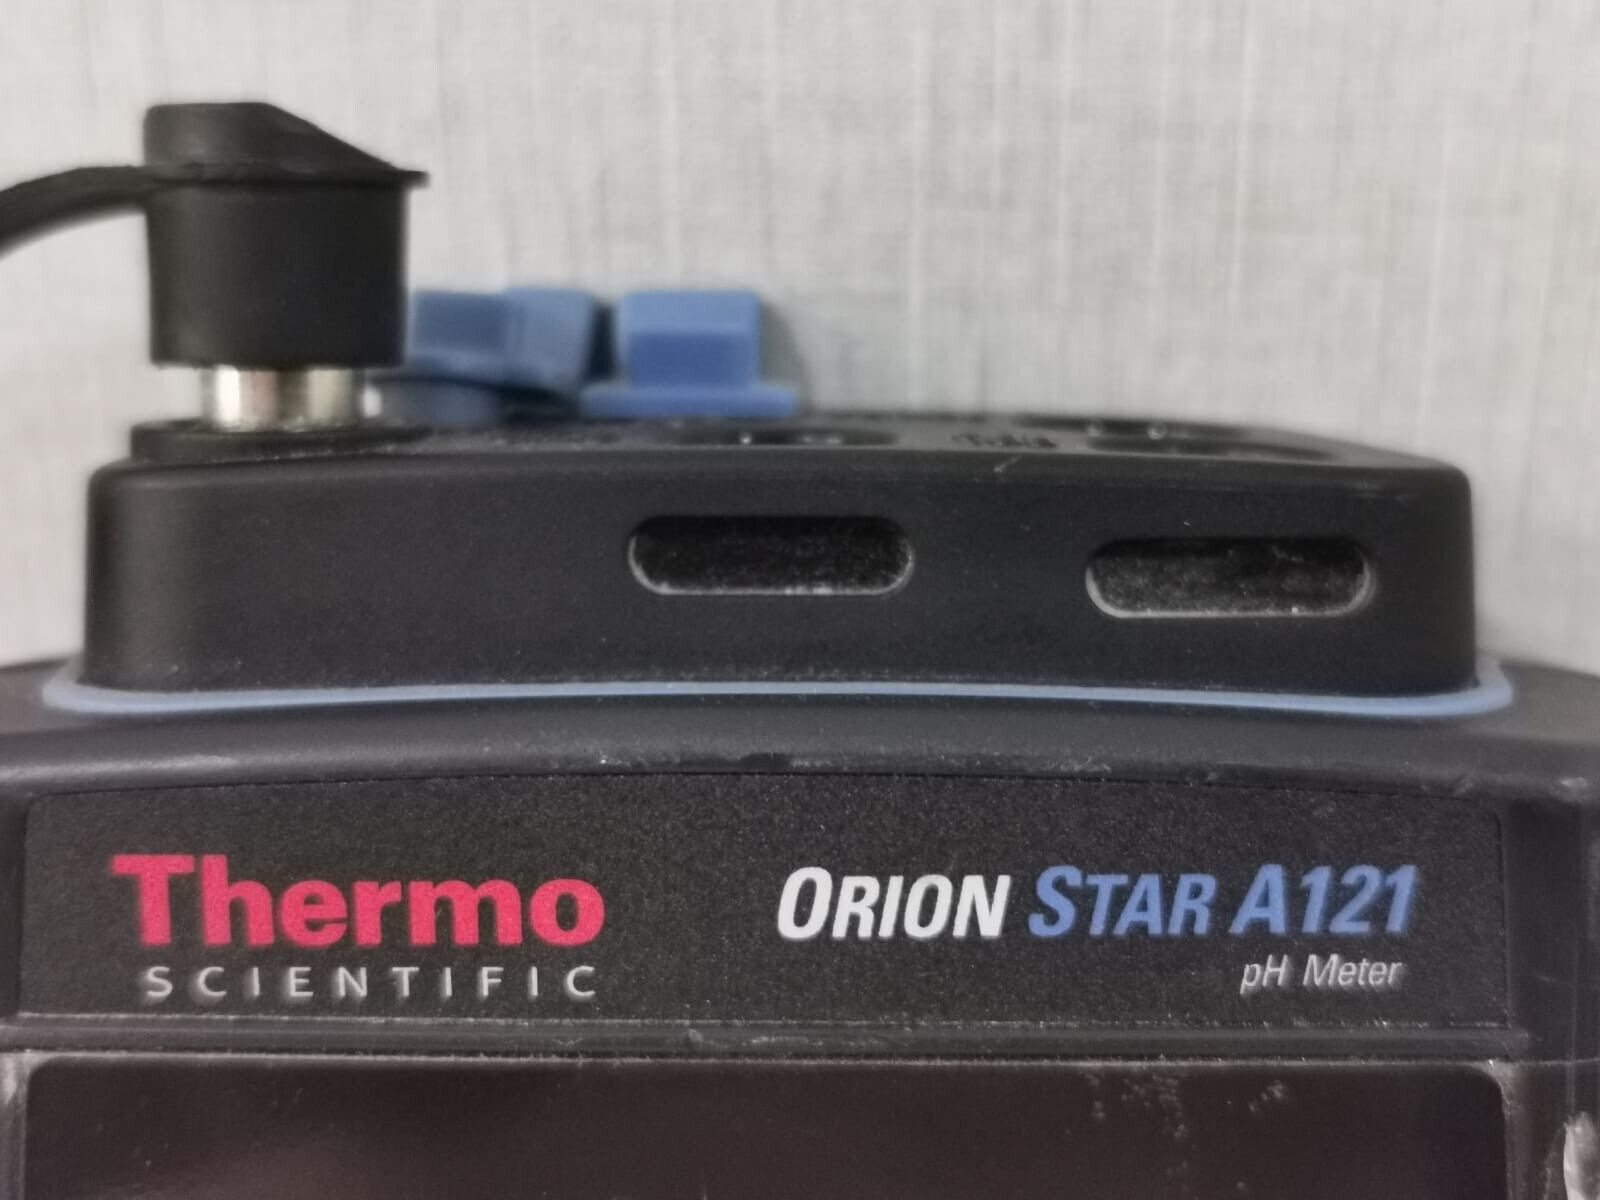 Thermo
SCIENTIFIC
ORION STAR A121
pH Meter